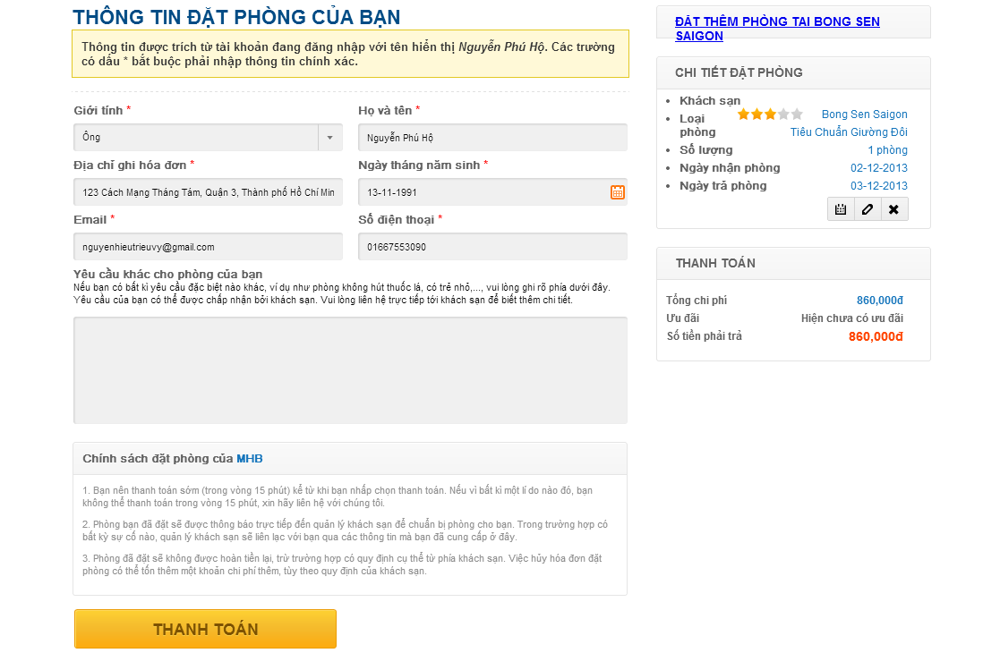 THÔNG TIN ĐẶT PHÒNG CỦA BẠN
Thông tin được trích từ tài khoản đang đăng nhập với tên hiển thị Nguyễn Phú Hộ. Các trường
có dấu * bắt buộc phải nhập thông tin chính xác.
Giới tính *
Họ và tên *
Ông
Nguyễn Phú Hộ
Địa chỉ ghi hóa đơn *
Ngày tháng năm sinh *
123 Cách Mạng Tháng Tám, Quận 3, Thành phố Hồ Chí Min
13-11-1991
Email *
Số điện thoại *
nguyenhieutrieuvy@gmail.com
01667553090
Yêu cầu khác cho phòng của bạn
Nếu bạn có bất kì yêu cầu đặc biệt nào khác, ví dụ như phòng không hút thuốc lá, có trẻ nhỏ,..., vui lòng ghi rõ phía dưới đây.
Yêu cầu của bạn có thể được chấp nhận bởi khách sạn. Vui lòng liên hệ trực tiếp tới khách sạn để biết thêm chi tiết.
Chính sách đặt phòng của MHB
1. Bạn nên thanh toán sớm (trong vòng 15 phút) kể từ khi bạn nhấp chọn thanh toán. Nếu vì bất kì một lí do nào đó, bạn
không thể thanh toán trong vòng 15 phút, xin hãy liên hệ với chúng tôi.
2. Phòng bạn đã đặt sẽ được thông báo trực tiếp đến quản lý khách sạn để chuẩn bị phòng cho bạn. Trong trường hợp có
bất kỳ sự cố nào, quản lý khách sạn sẽ liên lạc với bạn qua các thông tin mà bạn đã cung cấp ở đây.
3. Phòng đã đặt sẽ không được hoàn tiền lại, trừ trường hợp có quy định cụ thể từ phía khách sạn. Việc hủy hóa đơn đặt
phòng có thể tốn thêm một khoản chi phí thêm, tùy theo quy định của khách sạn.
THANH TOÁN
ĐẶT THÊM PHÒNG TẠI BONG SEN
SAIGON
CHI TIẾT ĐẶT PHÒNG
Khách sạn
Bong Sen Saigon
Loại
phòng
Tiêu Chuẩn Giường Đôi
Số lượng
1 phòng
Ngày nhận phòng
02-12-2013
Ngày trả phòng
03-12-2013
THANH TOÁN
Tổng chi phí
860,000đ
Ưu đãi
Hiện chưa có ưu đãi
Số tiền phải trả
860,000đ